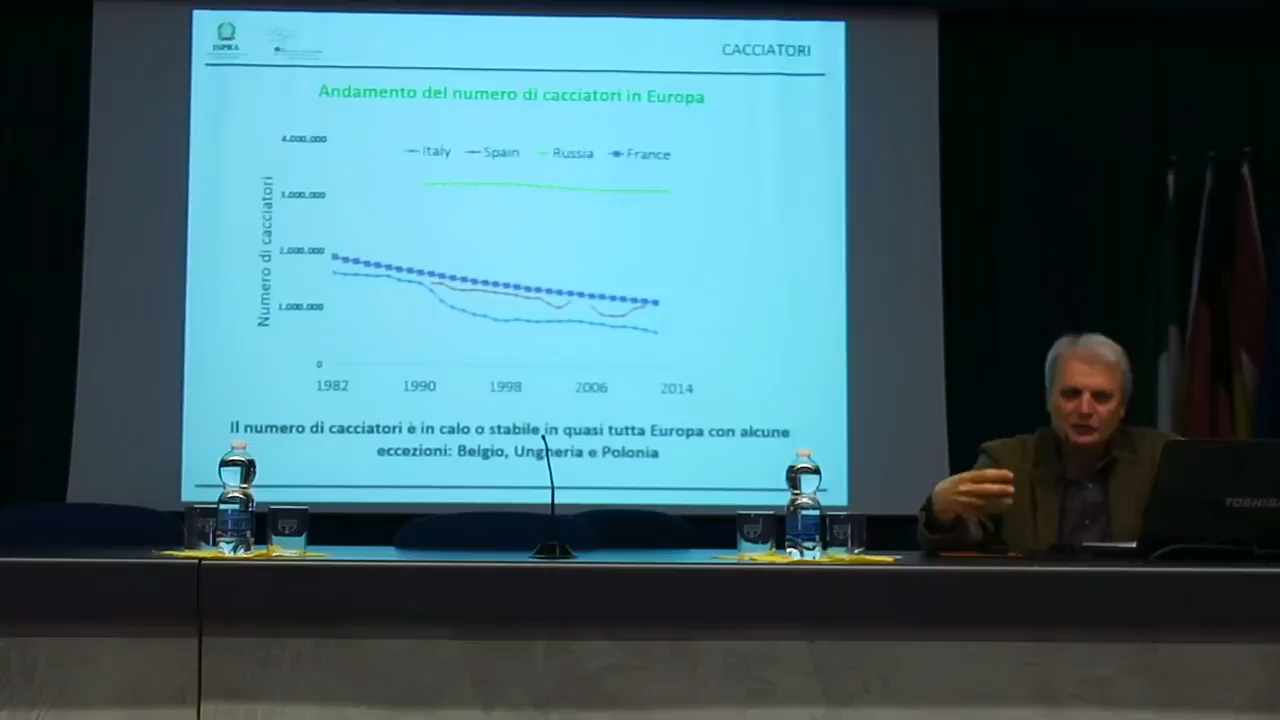 ISPRA
CACCIATORI
Andamento del numero di cacciatori in Europa
4.000.000
Italy Spain Russia France
3.000.000
2.000.000
1.000.000
0
Numero di cacciatori
1982 1990 1998 2006 2014
Il numero di cacciatori è in calo o stabile in quasi tutta Europa con alcune
eccezioni: Belgio, Ungheria e Polonia
TOSHIB